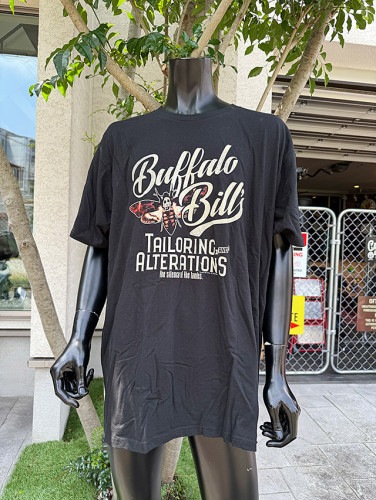 Buffalo
Bill's
TAILORING
ALTERATIONS
the silence of the lambs